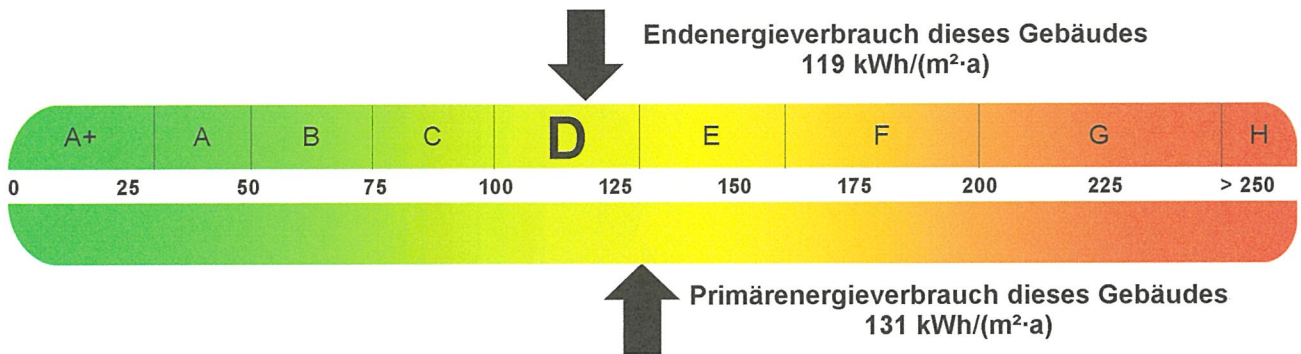 Endenergieverbrauch dieses Gebäudes
119 kWh/(m²·a)
A+ A B C D E F G H
0 25 50 75 100 125 150 175 200 225 > 250
Primärenergieverbrauch dieses Gebäudes
131 kWh/(m²·a)